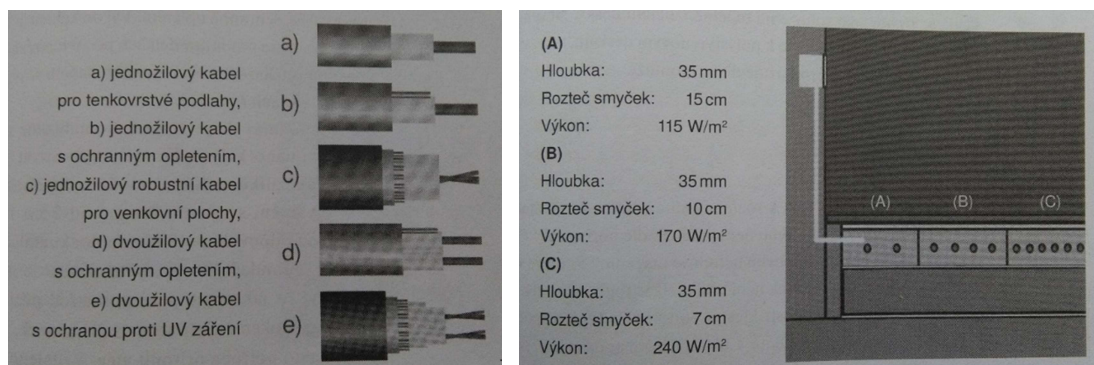 a)
a) jednožilový kabel
pro tenkovrstvé podlahy,
b)
b) jednožilový kabel
s ochranným opletením,
c)
c) jednožilový robustní kabel
pro venkovní plochy,
d)
d) dvoužilový kabel
s ochranným opletením,
e) dvoužilový kabel
e)
s ochranou proti UV záření
(A)
Hloubka: 35 mm
Rozteč smyček: 15 cm
Výkon: 115 W/m²
(B)
Hloubka: 35 mm
Rozteč smyček: 10 cm
Výkon: 170 W/m²
(C)
Hloubka: 35 mm
Rozteč smyček: 7 cm
Výkon: 240 W/m²
(A) (B) (C)